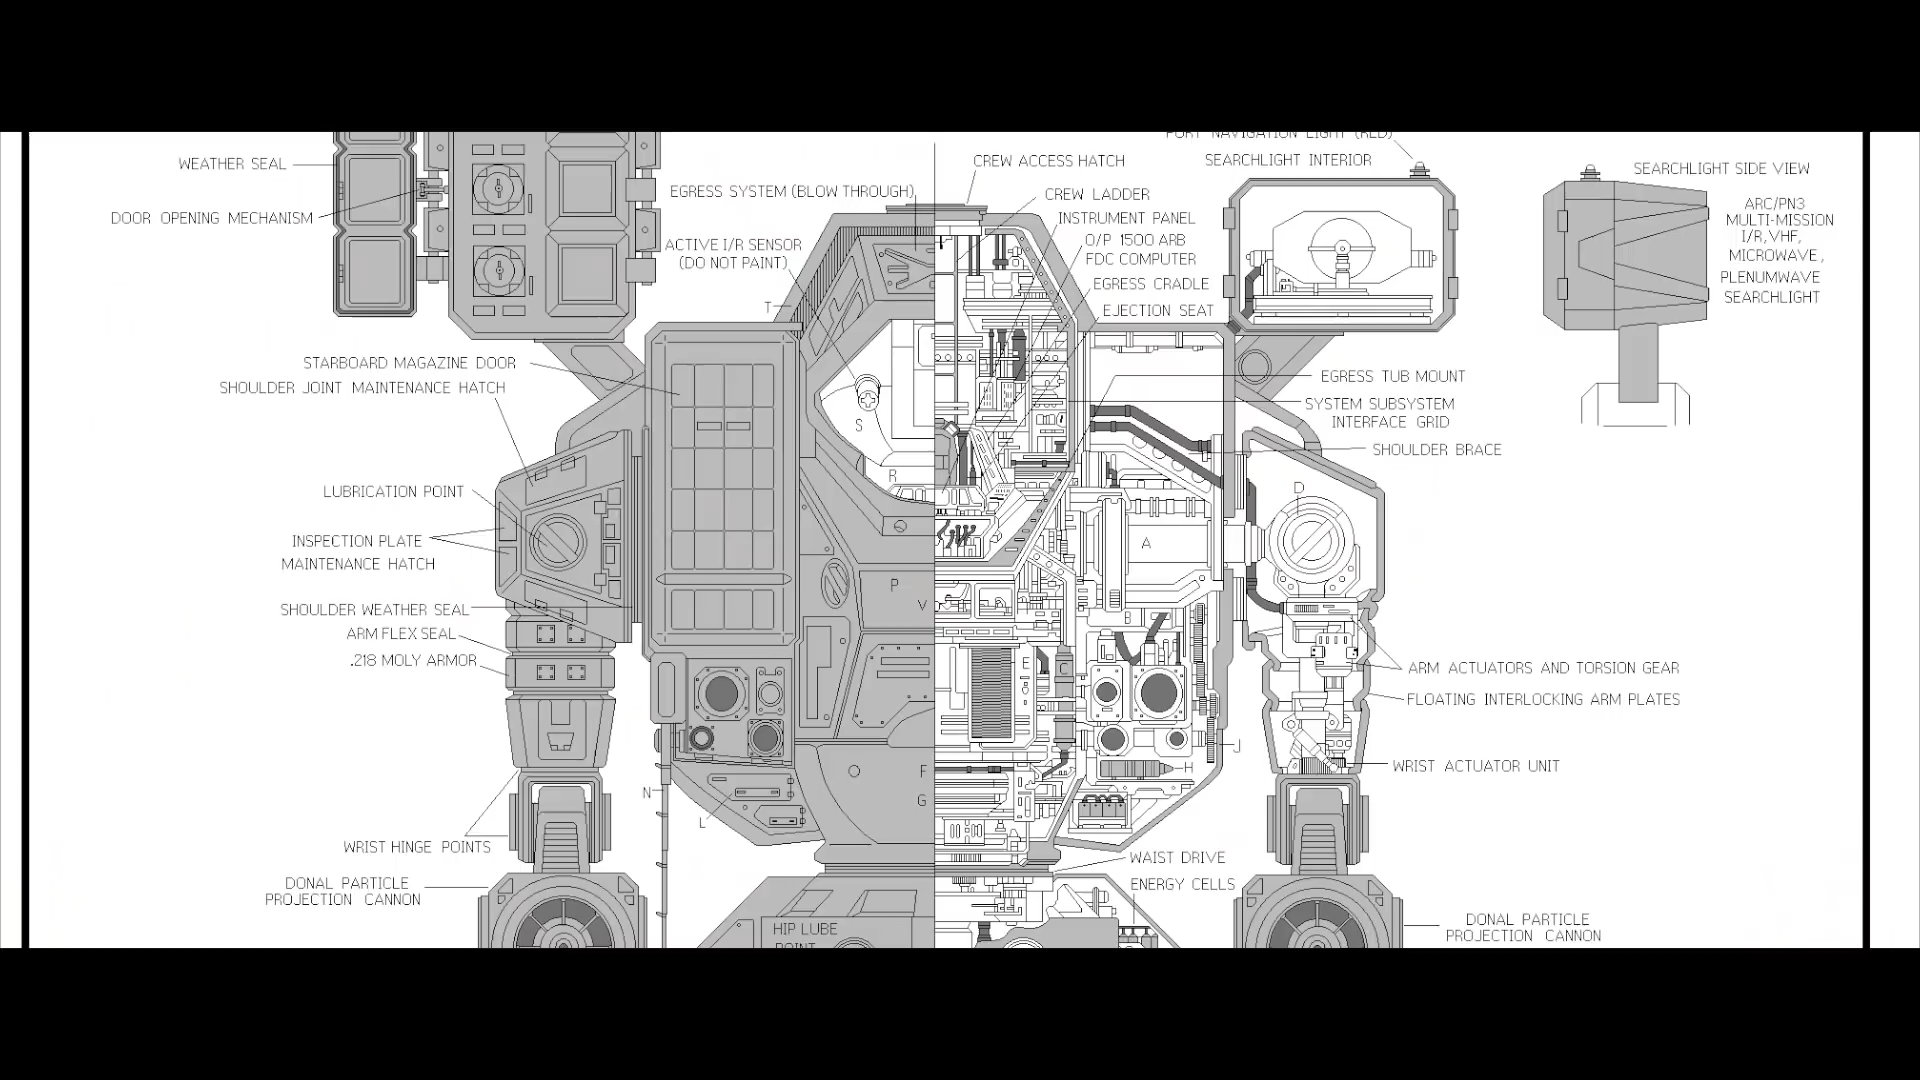 PORT NAVIGATION LIGHT (RED)
WEATHER SEAL
DOOR OPENING MECHANISM
EGRESS SYSTEM (BLOW THROUGH)
ACTIVE I/R SENSOR
(DO NOT PAINT)
T
STARBOARD MAGAZINE DOOR
SHOULDER JOINT MAINTENANCE HATCH
LUBRICATION POINT
INSPECTION PLATE
MAINTENANCE HATCH
SHOULDER WEATHER SEAL
ARM FLEX SEAL
.218 MOLY ARMOR
N
L
WRIST HINGE POINTS
DONAL PARTICLE
PROJECTION CANNON
HIP LUBE
POINT
S
R
P
V
F
G
CREW ACCESS HATCH
CREW LADDER
INSTRUMENT PANEL
O/P 1500 ARB
FDC COMPUTER
EGRESS CRADLE
EJECTION SEAT
SEARCHLIGHT INTERIOR
SEARCHLIGHT SIDE VIEW
ARC/PN3
MULTI-MISSION
I/R,VHF,
MICROWAVE,
PLENUMWAVE
SEARCHLIGHT
EGRESS TUB MOUNT
SYSTEM SUBSYSTEM
INTERFACE GRID
SHOULDER BRACE
D
A
B
E
C
J
H
ARM ACTUATORS AND TORSION GEAR
FLOATING INTERLOCKING ARM PLATES
WRIST ACTUATOR UNIT
WAIST DRIVE
ENERGY CELLS
DONAL PARTICLE
PROJECTION CANNON